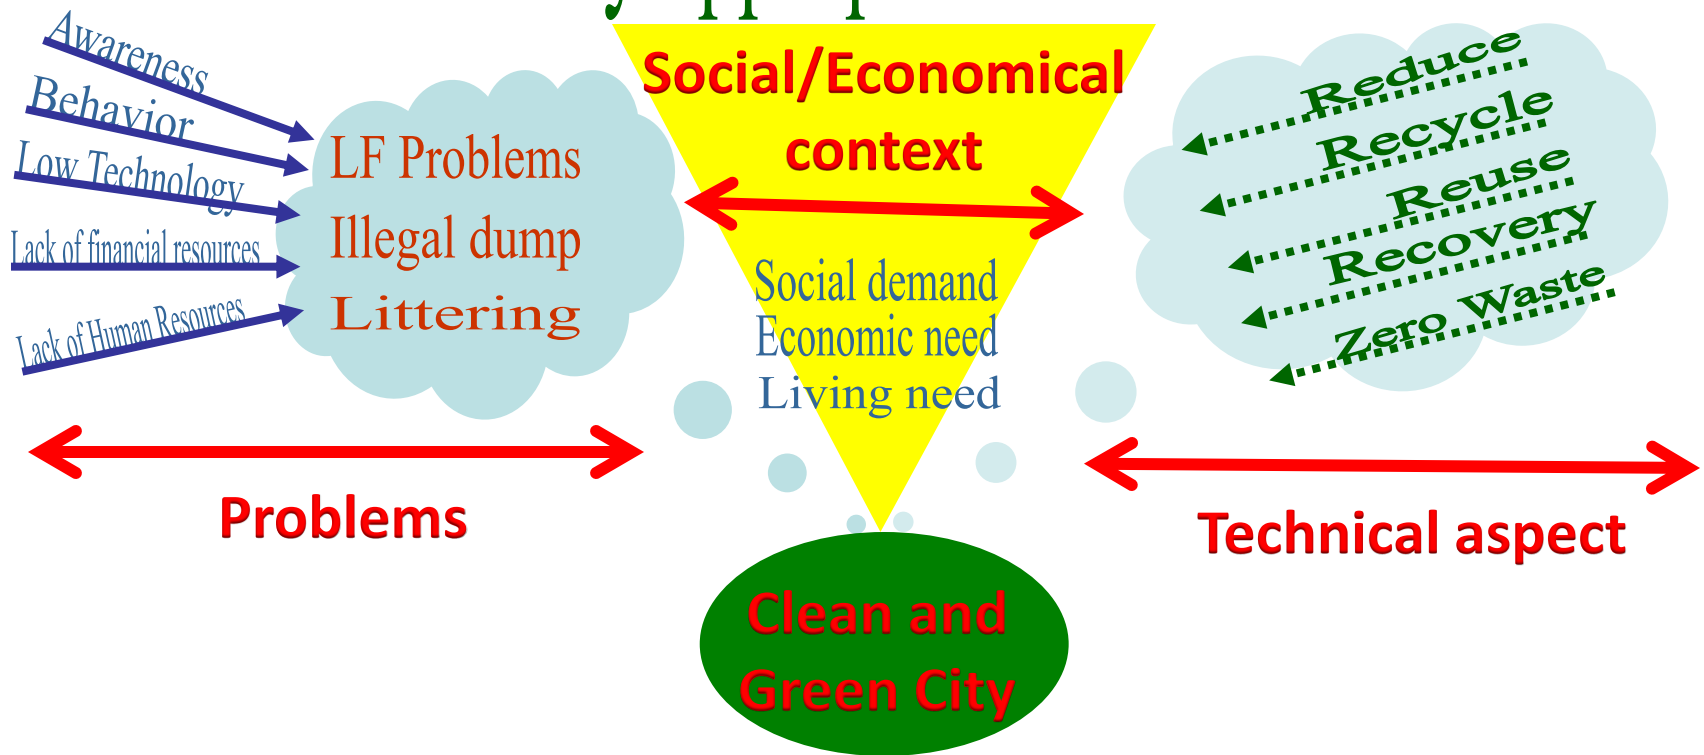 Awareness
Behavior
Low Technology
Lack of financial resources
Lack of Human Resources
LF Problems
Illegal dump
Littering
Problems
Social/Economical
context
Social demand
Economic need
Living need
Reduce
Recycle
Reuse
Recovery
Zero Waste
Technical aspect
Clean and
Green City